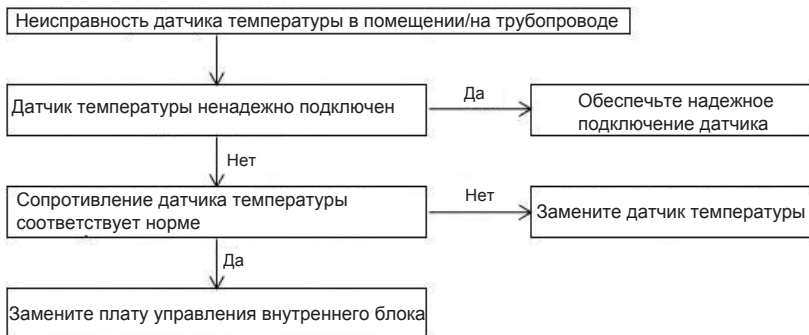 Неисправность датчика температуры в помещении/на трубопроводе
Датчик температуры ненадежно подключен
Да
Обеспечьте надежное
подключение датчика
Нет
Сопротивление датчика температуры
соответствует норме
Нет
Замените датчик температуры
Да
Замените плату управления внутреннего блока